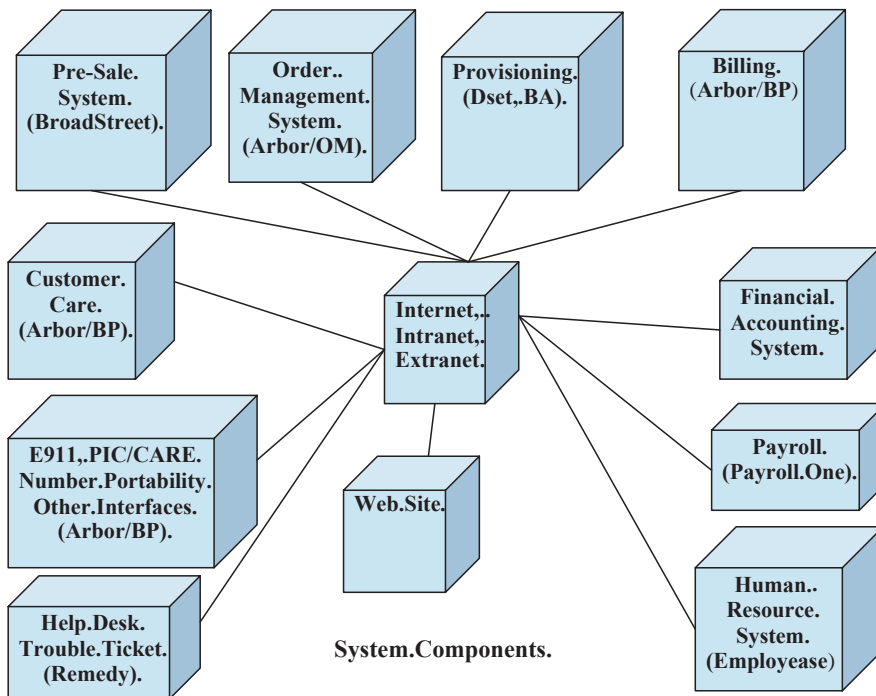 Pre-Sale.
System.
(BroadStreet).
Order..
Management.
System.
(Arbor/OM).
Provisioning.
(Dset,.BA).
Billing.
(Arbor/BP)
Customer.
Care.
(Arbor/BP).
Internet,..
Intranet,..
Extranet.
Financial.
Accounting.
System.
E911,.PIC/CARE.
Number.Portability.
Other.Interfaces.
(Arbor/BP).
Web.Site.
Payroll.
(Payroll.One).
Help.Desk.
Trouble.Ticket.
(Remedy).
Human..
Resource.
System.
(Employease)
System.Components.